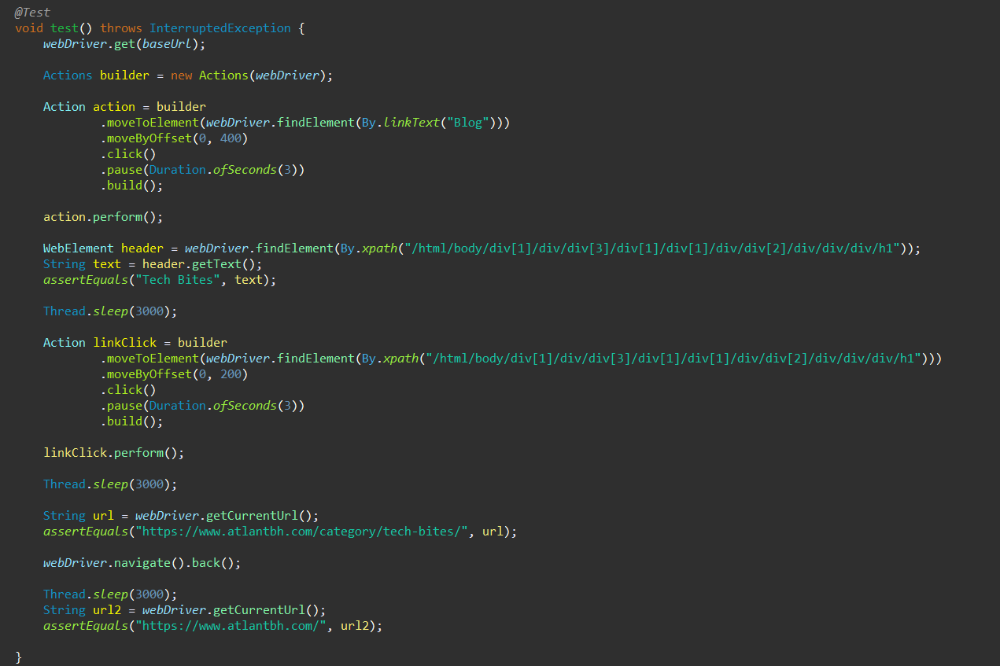 @Test
void test() throws InterruptedException {
    webDriver.get(baseUrl);

    Actions builder = new Actions(webDriver);

    Action action = builder
            .moveToElement(webDriver.findElement(By.linkText("Blog")))
            .moveByOffset(0, 400)
            .click()
            .pause(Duration.ofSeconds(3))
            .build();

    action.perform();

    WebElement header = webDriver.findElement(By.xpath("/html/body/div[1]/div/div[3]/div[1]/div[1]/div/div[2]/div/div/div/h1"));
    String text = header.getText();
    assertEquals("Tech Bites", text);

    Thread.sleep(3000);

    Action linkClick = builder
            .moveToElement(webDriver.findElement(By.xpath("/html/body/div[1]/div/div[3]/div[1]/div[1]/div/div[2]/div/div/div/h1")))
            .moveByOffset(0, 200)
            .click()
            .pause(Duration.ofSeconds(3))
            .build();

    linkClick.perform();

    Thread.sleep(3000);

    String url = webDriver.getCurrentUrl();
    assertEquals("https://www.atlantbh.com/category/tech-bites/", url);

    webDriver.navigate().back();

    Thread.sleep(3000);
    String url2 = webDriver.getCurrentUrl();
    assertEquals("https://www.atlantbh.com/", url2);

}